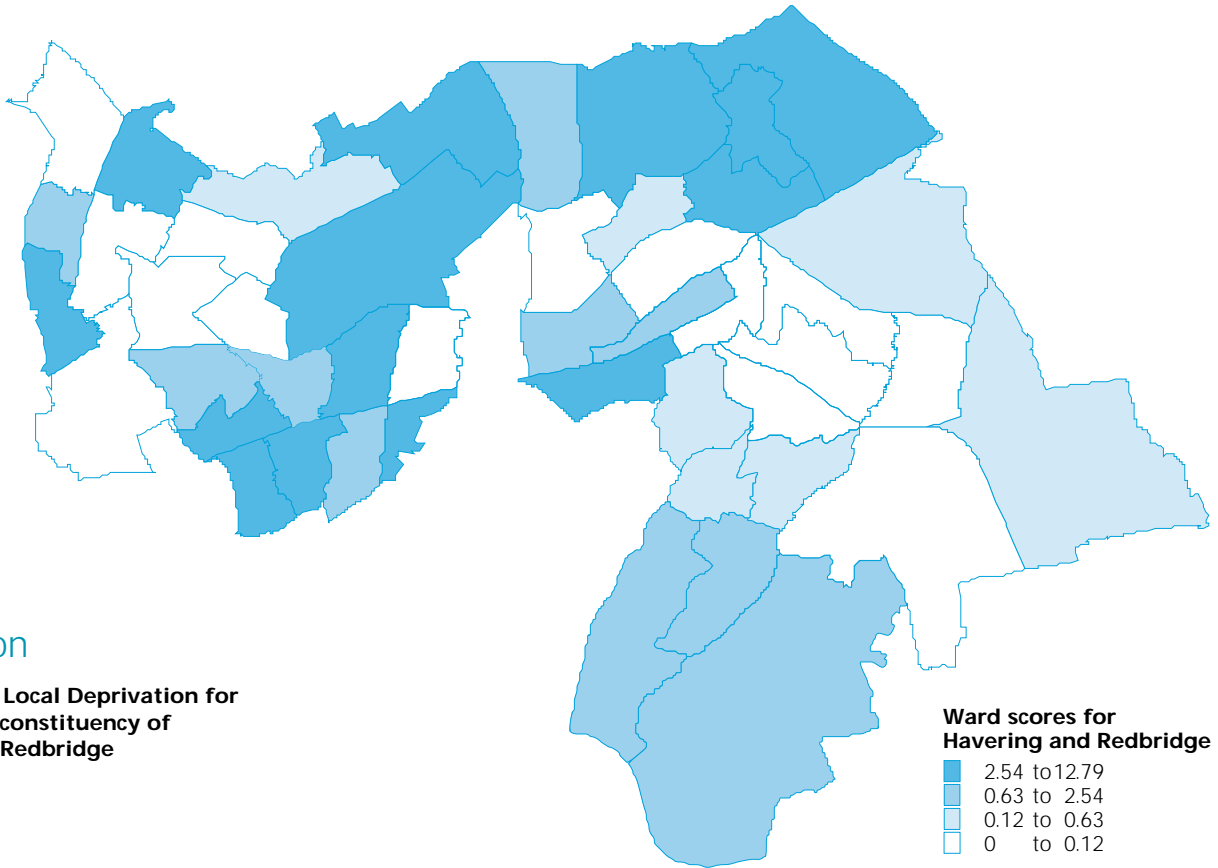 on
Local Deprivation for
constituency of
Redbridge
Ward scores for
Havering and Redbridge
2.54 to 12.79
0.63 to 2.54
0.12 to 0.63
0 to 0.12